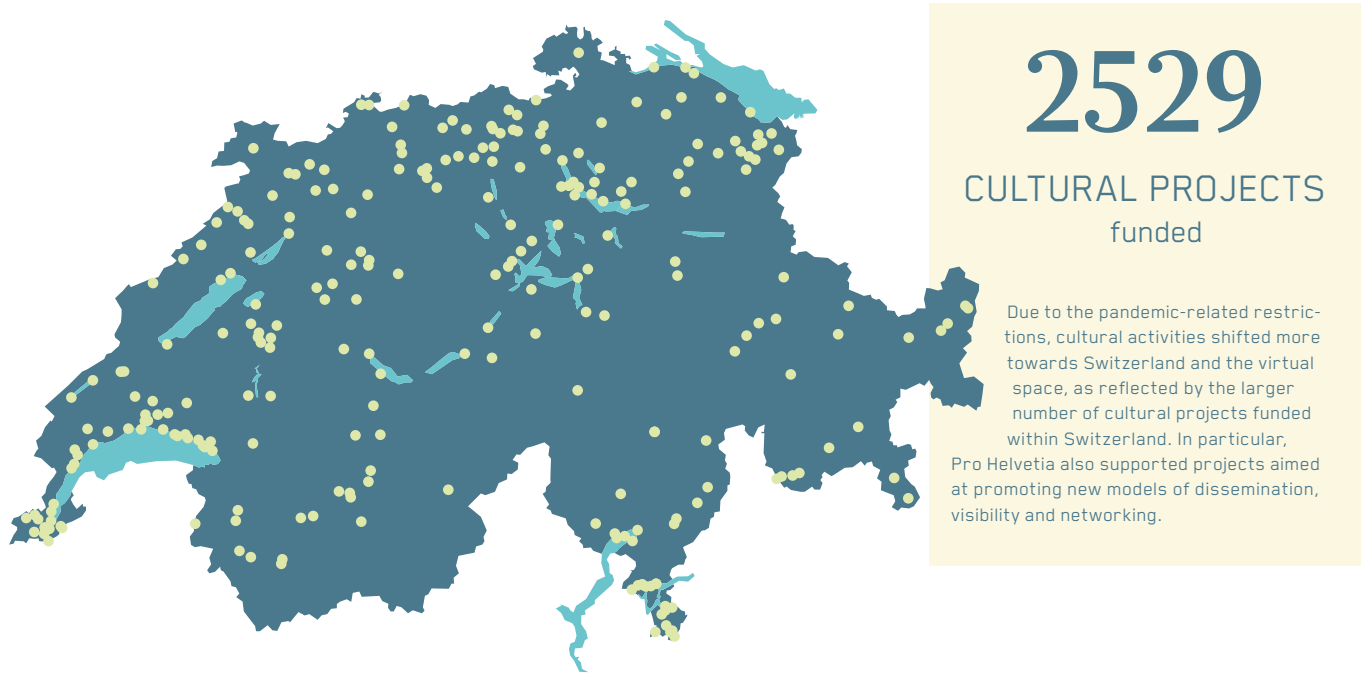 2529
CULTURAL PROJECTS
funded
Due to the pandemic-related restric-
tions, cultural activities shifted more
towards Switzerland and the virtual
space, as reflected by the larger
number of cultural projects funded
within Switzerland. In particular,
Pro Helvetia also supported projects aimed
at promoting new models of dissemination,
visibility and networking.